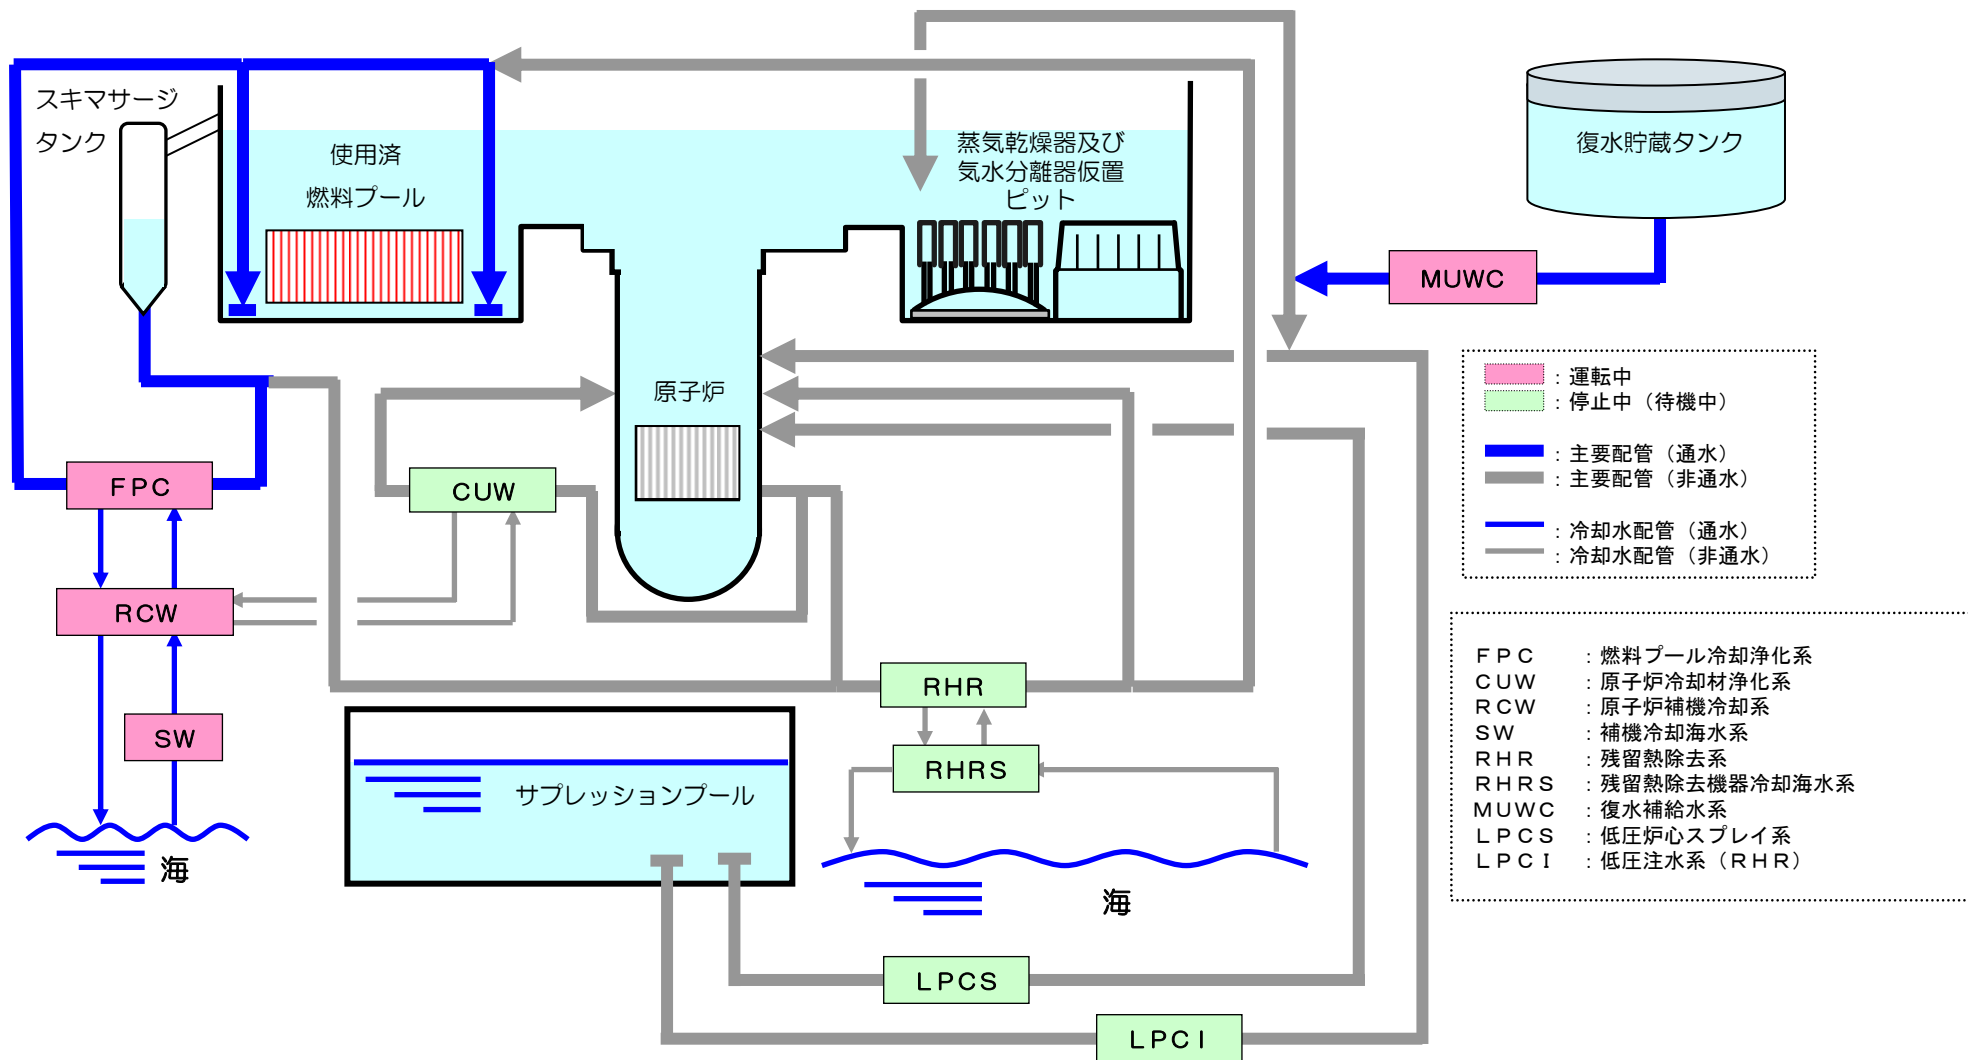 スキマサージ
タンク
使用済
燃料プール
蒸気乾燥器及び
気水分離器仮置
ピット
復水貯蔵タンク
MUWC
原子炉
FPC
CUW
RCW
SW
RHR
RHRS
サプレッションプール
海
海
LPCS
LPCI
：運転中
：停止中（待機中）
：主要配管（通水）
：主要配管（非通水）
：冷却水配管（通水）
：冷却水配管（非通水）
ＦＰＣ ：燃料プール冷却浄化系
ＣＵＷ ：原子炉冷却材浄化系
ＲＣＷ ：原子炉補機冷却系
ＳＷ ：補機冷却海水系
ＲＨＲ ：残留熱除去系
ＲＨＲＳ ：残留熱除去機器冷却海水系
ＭＵＷＣ ：復水補給水系
ＬＰＣＳ ：低圧炉心スプレイ系
ＬＰＣＩ ：低圧注水系（ＲＨＲ）